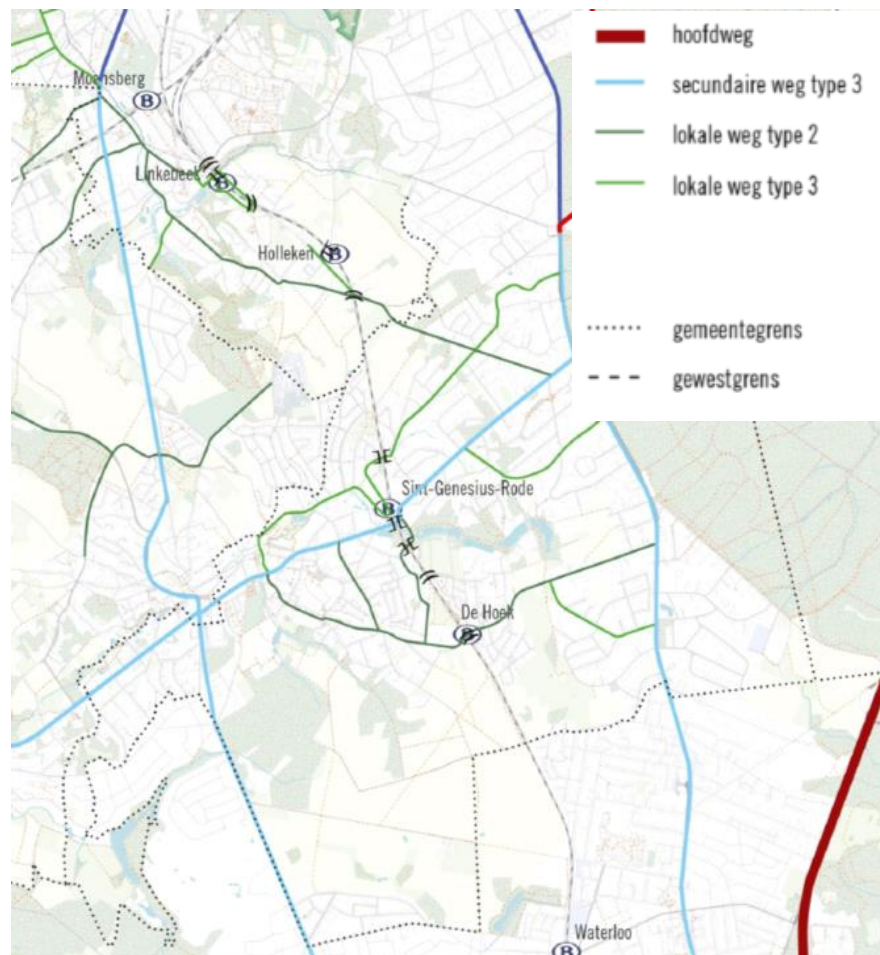 hoofdweg
secundaire weg type 3
lokale weg type 2
lokale weg type 3
gemeentegrens
gewestgrens
Moensberg
B
Linkebeek
B
Holleken
B
Sint-Genesius-Rode
B
De Hoek
B
Waterloo
B